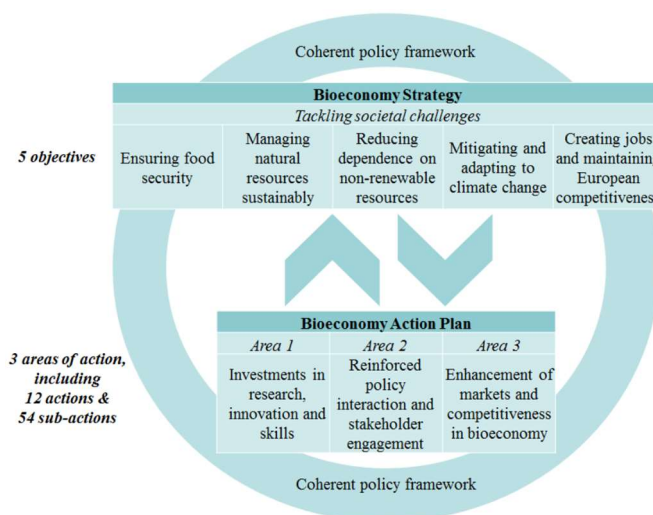 Coherent policy framework
Bioeconomy Strategy
Tackling societal challenges
5 objectives
Ensuring food
security
Managing
natural
resources
sustainably
Reducing
dependence on
non-renewable
resources
Mitigating and
adapting to
climate change
Creating jobs
and maintaining
European
competitiveness
Bioeconomy Action Plan
3 areas of action,
including
12 actions &
54 sub-actions
Area 1
Investments in
research,
innovation and
skills
Area 2
Reinforced
policy
interaction and
stakeholder
engagement
Area 3
Enhancement of
markets and
competitiveness
in bioeconomy
Coherent policy framework